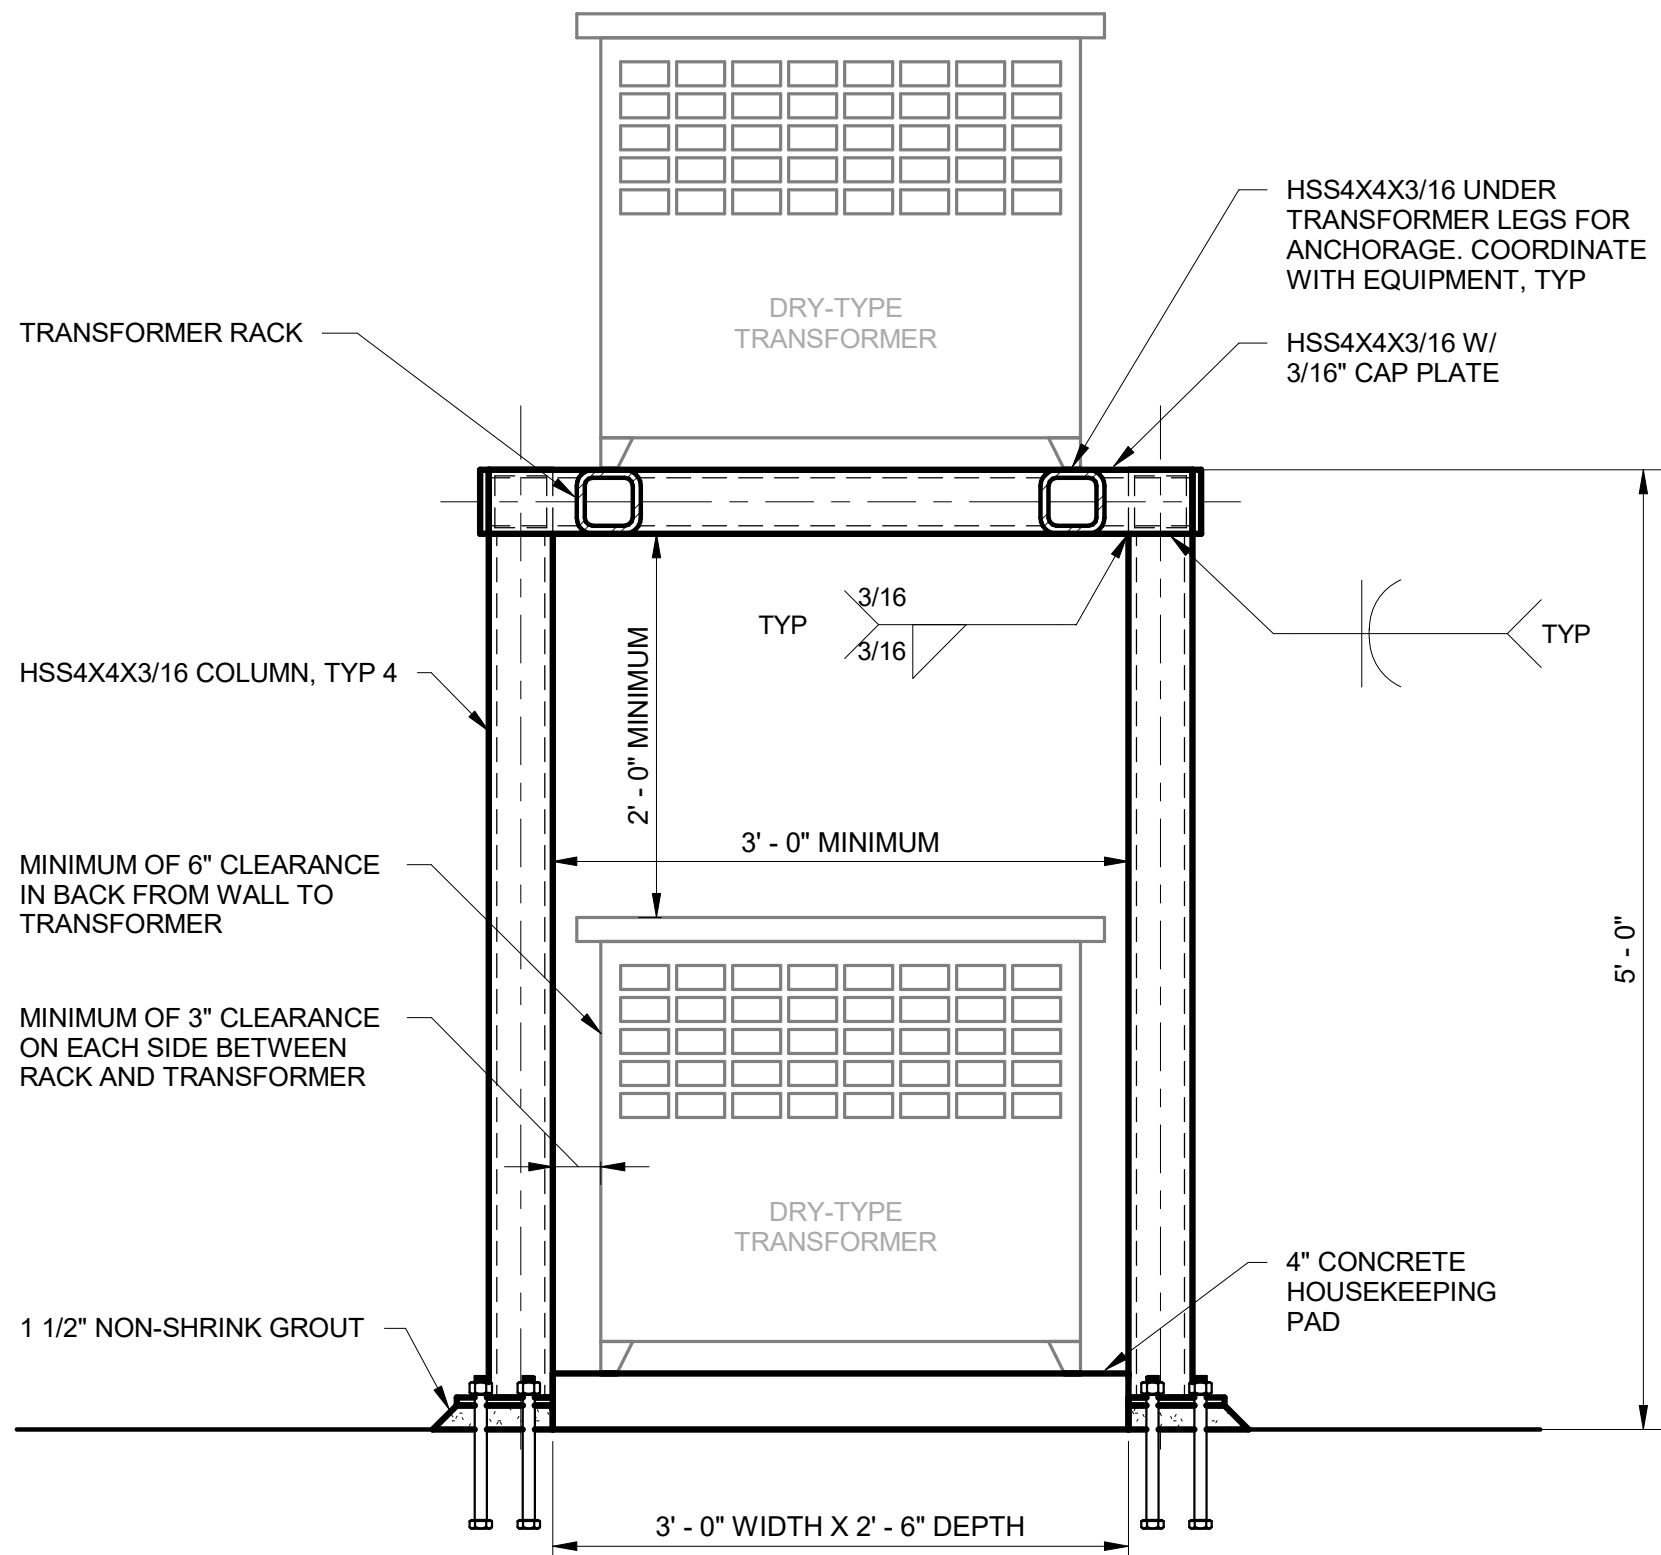 DRY-TYPE
TRANSFORMER
HSS4X4X3/16 UNDER
TRANSFORMER LEGS FOR
ANCHORAGE. COORDINATE
WITH EQUIPMENT, TYP
TRANSFORMER RACK
HSS4X4X3/16 W/
3/16" CAP PLATE
3/16
TYP
3/16
TYP
HSS4X4X3/16 COLUMN, TYP 4
2' - 0" MINIMUM
3' - 0" MINIMUM
MINIMUM OF 6" CLEARANCE
IN BACK FROM WALL TO
TRANSFORMER
5' - 0"
MINIMUM OF 3" CLEARANCE
ON EACH SIDE BETWEEN
RACK AND TRANSFORMER
DRY-TYPE
TRANSFORMER
4" CONCRETE
HOUSEKEEPING
PAD
1 1/2" NON-SHRINK GROUT
3' - 0" WIDTH X 2' - 6" DEPTH